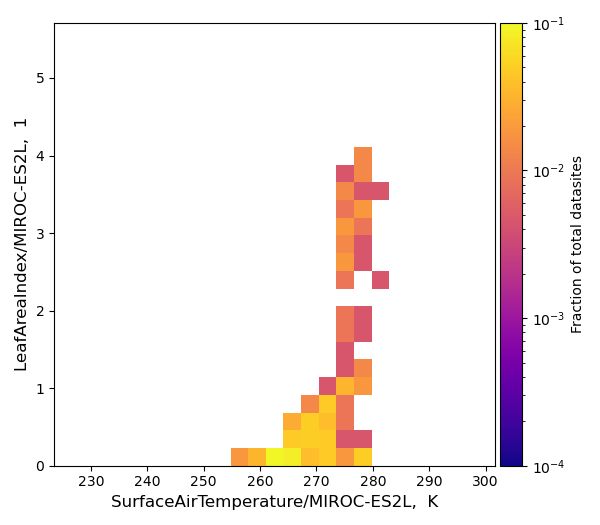 5
4
3
2
1
0
LeafAreaIndex/MIROC-ES2L, 1
230 240 250 260 270 280 290 300
SurfaceAirTemperature/MIROC-ES2L, K
10⁻¹
10⁻²
10⁻³
10⁻⁴
Fraction of total datasites